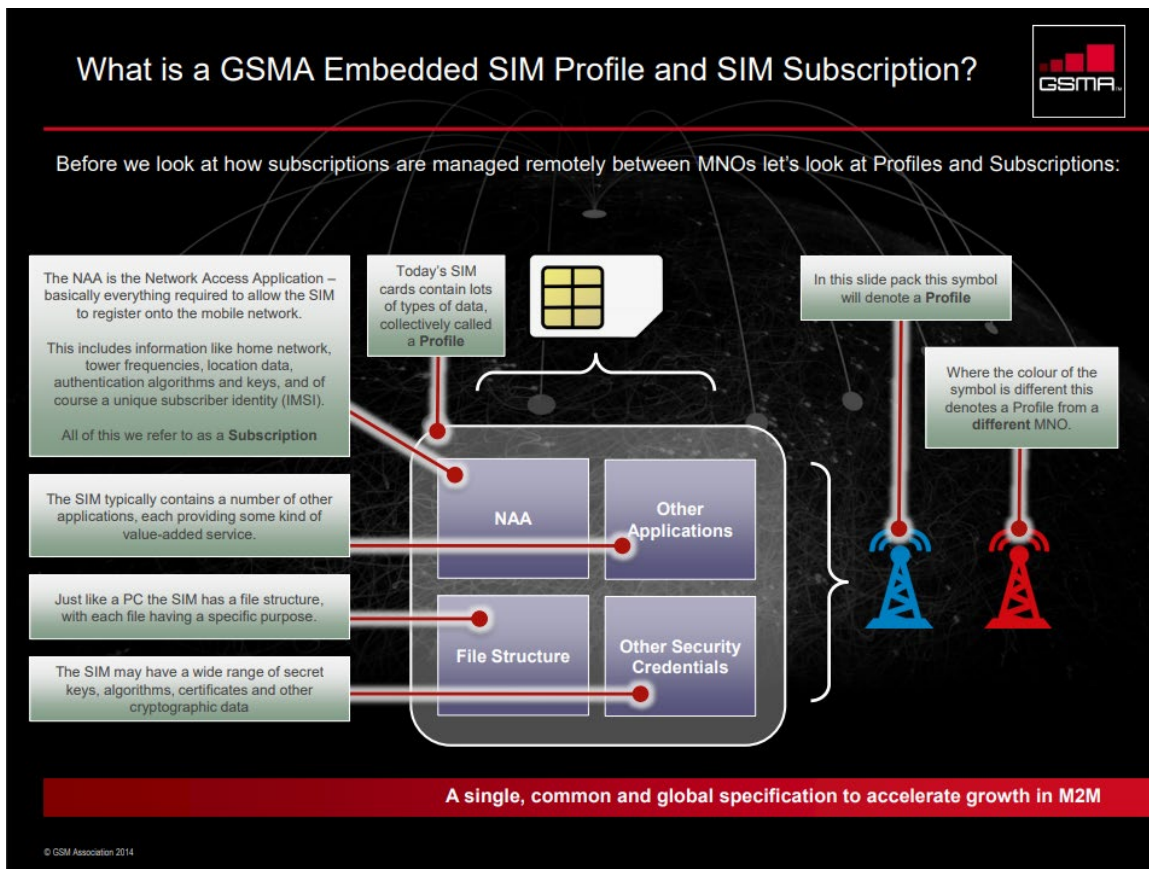 What is a GSMA Embedded SIM Profile and SIM Subscription?
GSMA™
Before we look at how subscriptions are managed remotely between MNOs let's look at Profiles and Subscriptions:
The NAA is the Network Access Application –
basically everything required to allow the SIM
to register onto the mobile network.
This includes information like home network,
tower frequencies, location data,
authentication algorithms and keys, and of
course a unique subscriber identity (IMSI).
All of this we refer to as a Subscription
Today's SIM
cards contain lots
of types of data,
collectively called
a Profile
In this slide pack this symbol
will denote a Profile
Where the colour of the
symbol is different this
denotes a Profile from a
different MNO.
The SIM typically contains a number of other
applications, each providing some kind of
value-added service.
Just like a PC the SIM has a file structure,
with each file having a specific purpose.
The SIM may have a wide range of secret
keys, algorithms, certificates and other
cryptographic data
NAA
Other
Applications
File Structure
Other Security
Credentials
A single, common and global specification to accelerate growth in M2M
© GSM Association 2014